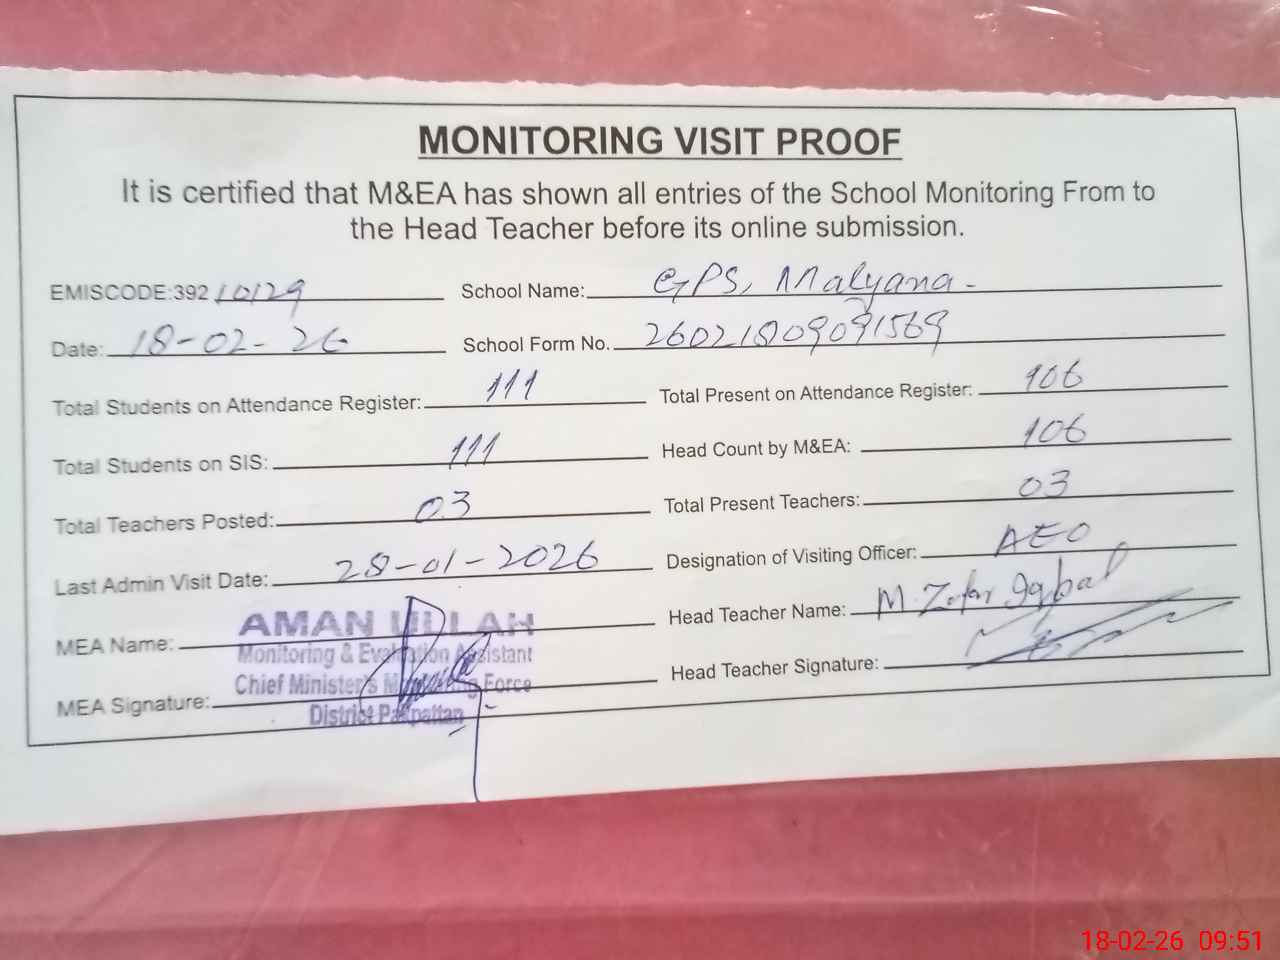 MONITORING VISIT PROOF
It is certified that M&EA has shown all entries of the School Monitoring From to
the Head Teacher before its online submission.
EMISCODE:392 10129 School Name: GPS, Malyana.
Date: 18-02-26 School Form No. 26021809091569
Total Students on Attendance Register: 111 Total Present on Attendance Register: 106
Total Students on SIS: 111 Head Count by M&EA: 106
Total Teachers Posted: 03 Total Present Teachers: 03
Last Admin Visit Date: 28-01-2026 Designation of Visiting Officer: AEO
MEA Name: AMAN ULLAH Head Teacher Name: M. Zafar Iqbal
Monitoring & Evaluation Assistant
Chief Minister's Monitoring Force
MEA Signature: Head Teacher Signature:
District Pakpattan
18-02-26 09:51